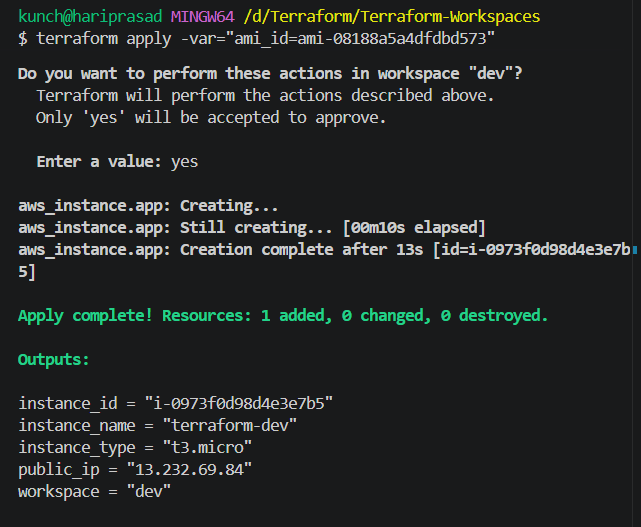 kunch@hariprasad MINGW64 /d/Terraform/Terraform-Workspaces
$ terraform apply -var="ami_id=ami-08188a5a4dfdbd573"
Do you want to perform these actions in workspace "dev"?
  Terraform will perform the actions described above.
  Only 'yes' will be accepted to approve.

  Enter a value: yes

aws_instance.app: Creating...
aws_instance.app: Still creating... [00m10s elapsed]
aws_instance.app: Creation complete after 13s [id=i-0973f0d98d4e3e7b
5]

Apply complete! Resources: 1 added, 0 changed, 0 destroyed.

Outputs:

instance_id = "i-0973f0d98d4e3e7b5"
instance_name = "terraform-dev"
instance_type = "t3.micro"
public_ip = "13.232.69.84"
workspace = "dev"